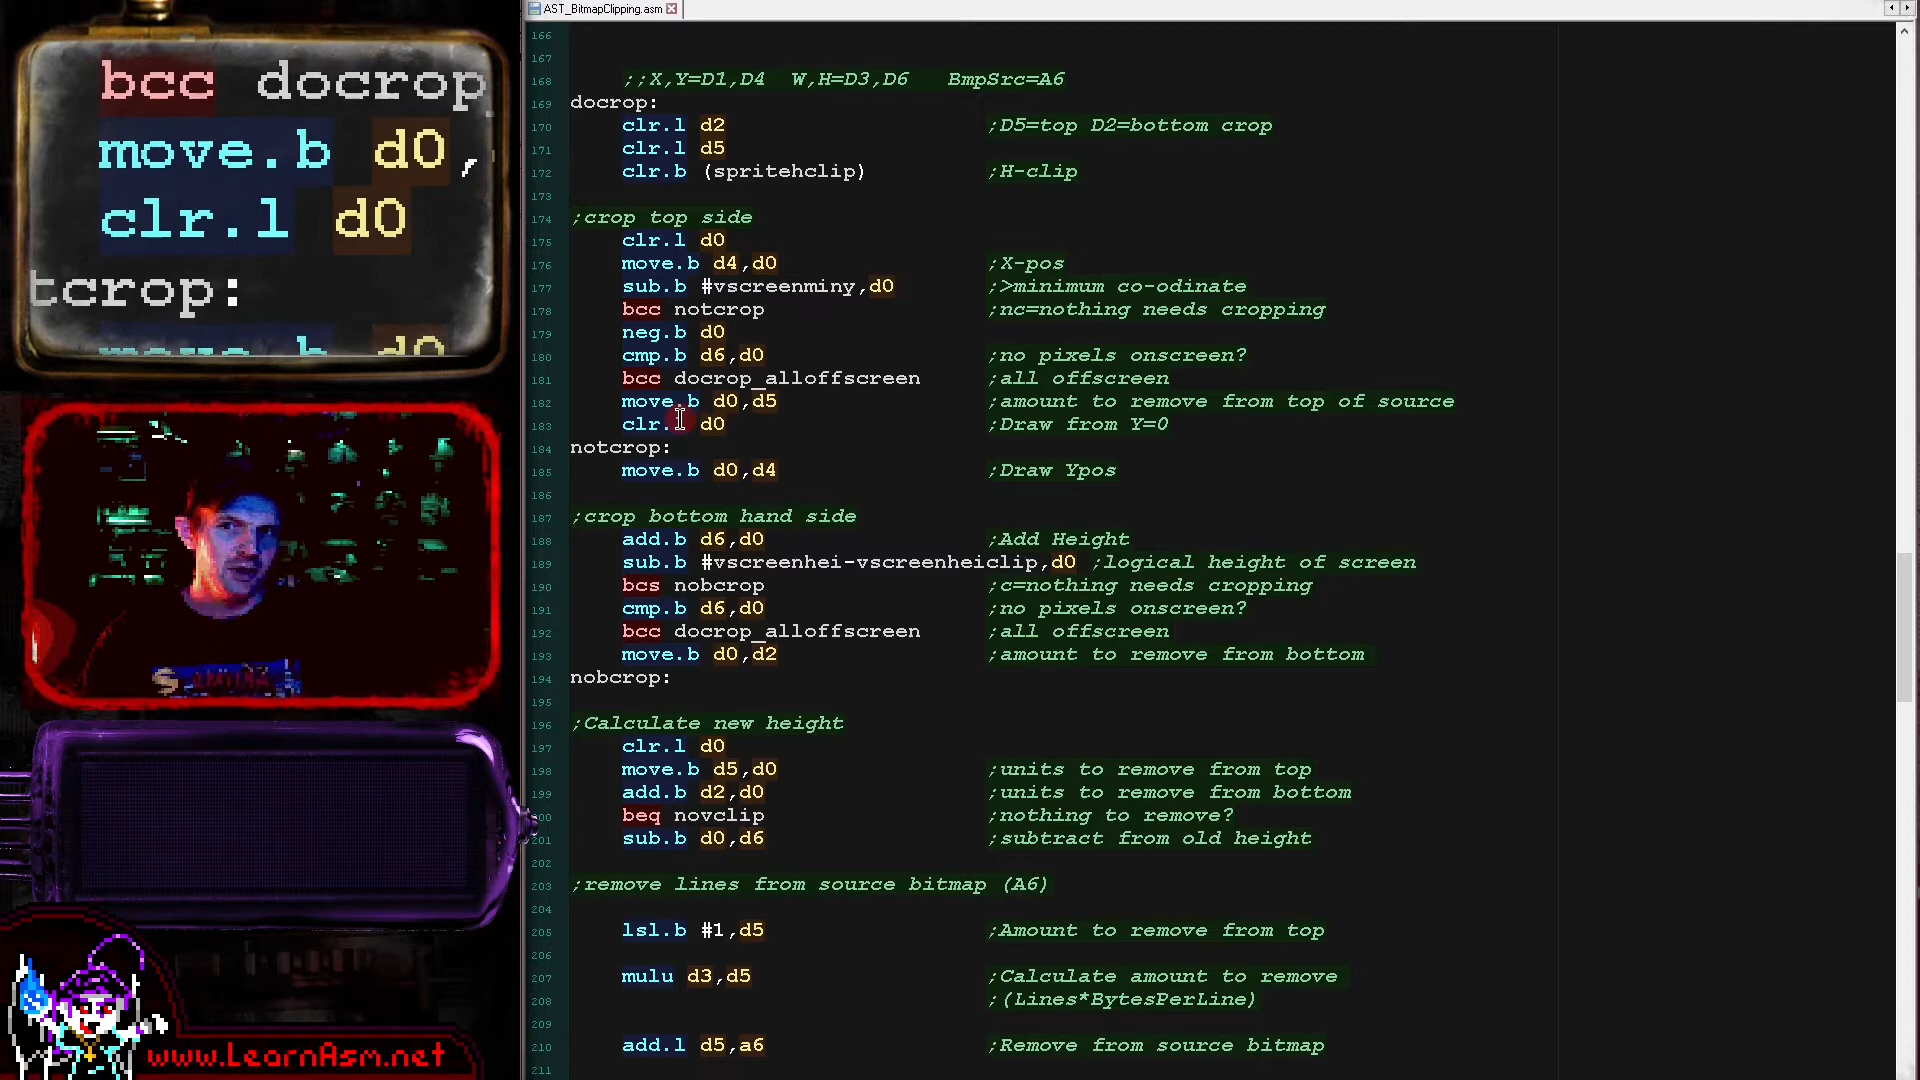 AST_BitmapClipping.asm
bcc docrop
move.b d0,
clr.l d0
tcrop:
move.b d0
166
167
168 ;;X,Y=D1,D4 W,H=D3,D6 BmpSrc=A6
169 docrop:
170 clr.l d2 ;D5=top D2=bottom crop
171 clr.l d5
172 clr.b (spritehclip) ;H-clip
173
174 ;crop top side
175 clr.l d0
176 move.b d4,d0 ;X-pos
177 sub.b #vscreenminy,d0 ;>minimum co-odinate
178 bcc notcrop ;nc=nothing needs cropping
179 neg.b d0
180 cmp.b d6,d0 ;no pixels onscreen?
181 bcc docrop_alloffscreen ;all offscreen
182 move.b d0,d5 ;amount to remove from top of source
183 clr. d0 ;Draw from Y=0
184 notcrop:
185 move.b d0,d4 ;Draw Ypos
186
187 ;crop bottom hand side
188 add.b d6,d0 ;Add Height
189 sub.b #vscreenhei-vscreenheiclip,d0 ;logical height of screen
190 bcs nobcrop ;c=nothing needs cropping
191 cmp.b d6,d0 ;no pixels onscreen?
192 bcc docrop_alloffscreen ;all offscreen
193 move.b d0,d2 ;amount to remove from bottom
194 nobcrop:
195
196 ;Calculate new height
197 clr.l d0
198 move.b d5,d0 ;units to remove from top
199 add.b d2,d0 ;units to remove from bottom
200 beq novclip ;nothing to remove?
201 sub.b d0,d6 ;subtract from old height
202
203 ;remove lines from source bitmap (A6)
204
205 lsl.b #1,d5 ;Amount to remove from top
206
207 mulu d3,d5 ;Calculate amount to remove
208 ;(Lines*BytesPerLine)
209
210 add.l d5,a6 ;Remove from source bitmap
211
www.LearnAsm.net